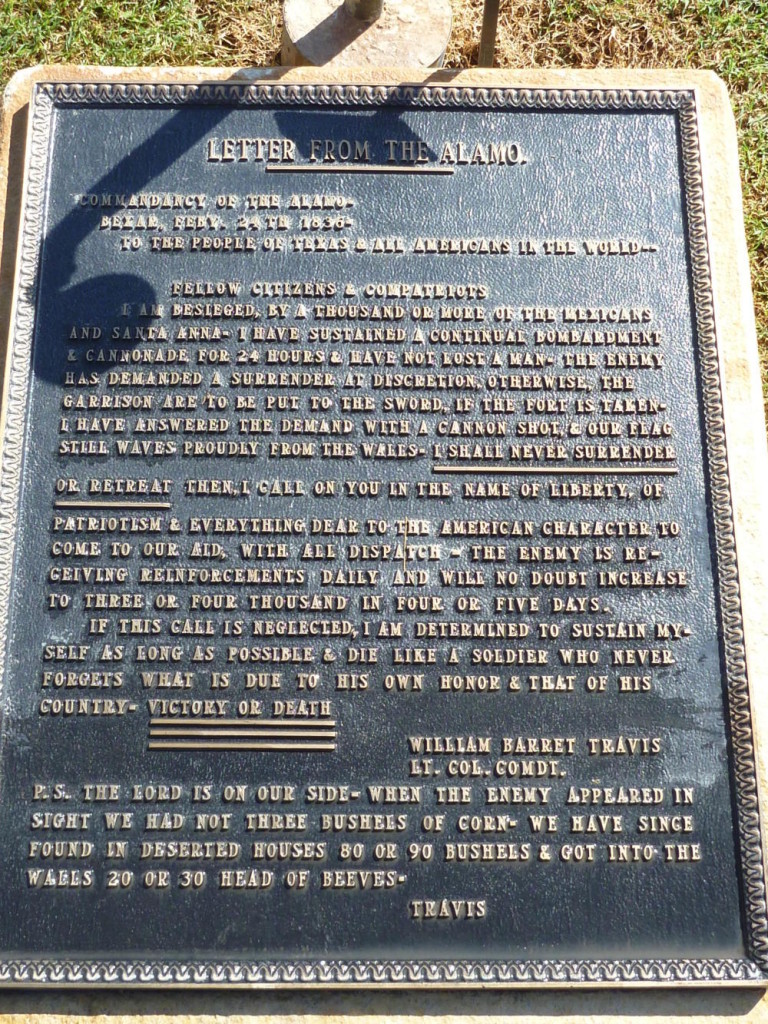 LETTER FROM THE ALAMO.
COMMANDANCY OF THE ALAMO-
BEXAR, FEBY. 24TH 1836-
TO THE PEOPLE OF TEXAS & ALL AMERICANS IN THE WORLD--
FELLOW CITIZENS & COMPATRIOTS
I AM BESIEGED, BY A THOUSAND OR MORE OF THE MEXICANS
AND SANTA ANNA- I HAVE SUSTAINED A CONTINUAL BOMBARDMENT
& CANNONADE FOR 24 HOURS & HAVE NOT LOST A MAN- THE ENEMY
HAS DEMANDED A SURRENDER AT DISCRETION, OTHERWISE, THE
GARRISON ARE TO BE PUT TO THE SWORD, IF THE FORT IS TAKEN-
I HAVE ANSWERED THE DEMAND WITH A CANNON SHOT, & OUR FLAG
STILL WAVES PROUDLY FROM THE WALLS- I SHALL NEVER SURRENDER
OR RETREAT THEN, I CALL ON YOU IN THE NAME OF LIBERTY, OF
PATRIOTISM & EVERYTHING DEAR TO THE AMERICAN CHARACTER, TO
COME TO OUR AID, WITH ALL DISPATCH - THE ENEMY IS RE-
CEIVING REINFORCEMENTS DAILY AND WILL NO DOUBT INCREASE
TO THREE OR FOUR THOUSAND IN FOUR OR FIVE DAYS.
IF THIS CALL IS NEGLECTED, I AM DETERMINED TO SUSTAIN MY-
SELF AS LONG AS POSSIBLE & DIE LIKE A SOLDIER WHO NEVER
FORGETS WHAT IS DUE TO HIS OWN HONOR & THAT OF HIS
COUNTRY- VICTORY OR DEATH
WILLIAM BARRET TRAVIS
LT. COL. COMDT.
P.S. THE LORD IS ON OUR SIDE- WHEN THE ENEMY APPEARED IN
SIGHT WE HAD NOT THREE BUSHELS OF CORN- WE HAVE SINCE
FOUND IN DESERTED HOUSES 80 OR 90 BUSHELS & GOT INTO THE
WALLS 20 OR 30 HEAD OF BEEVES-
TRAVIS